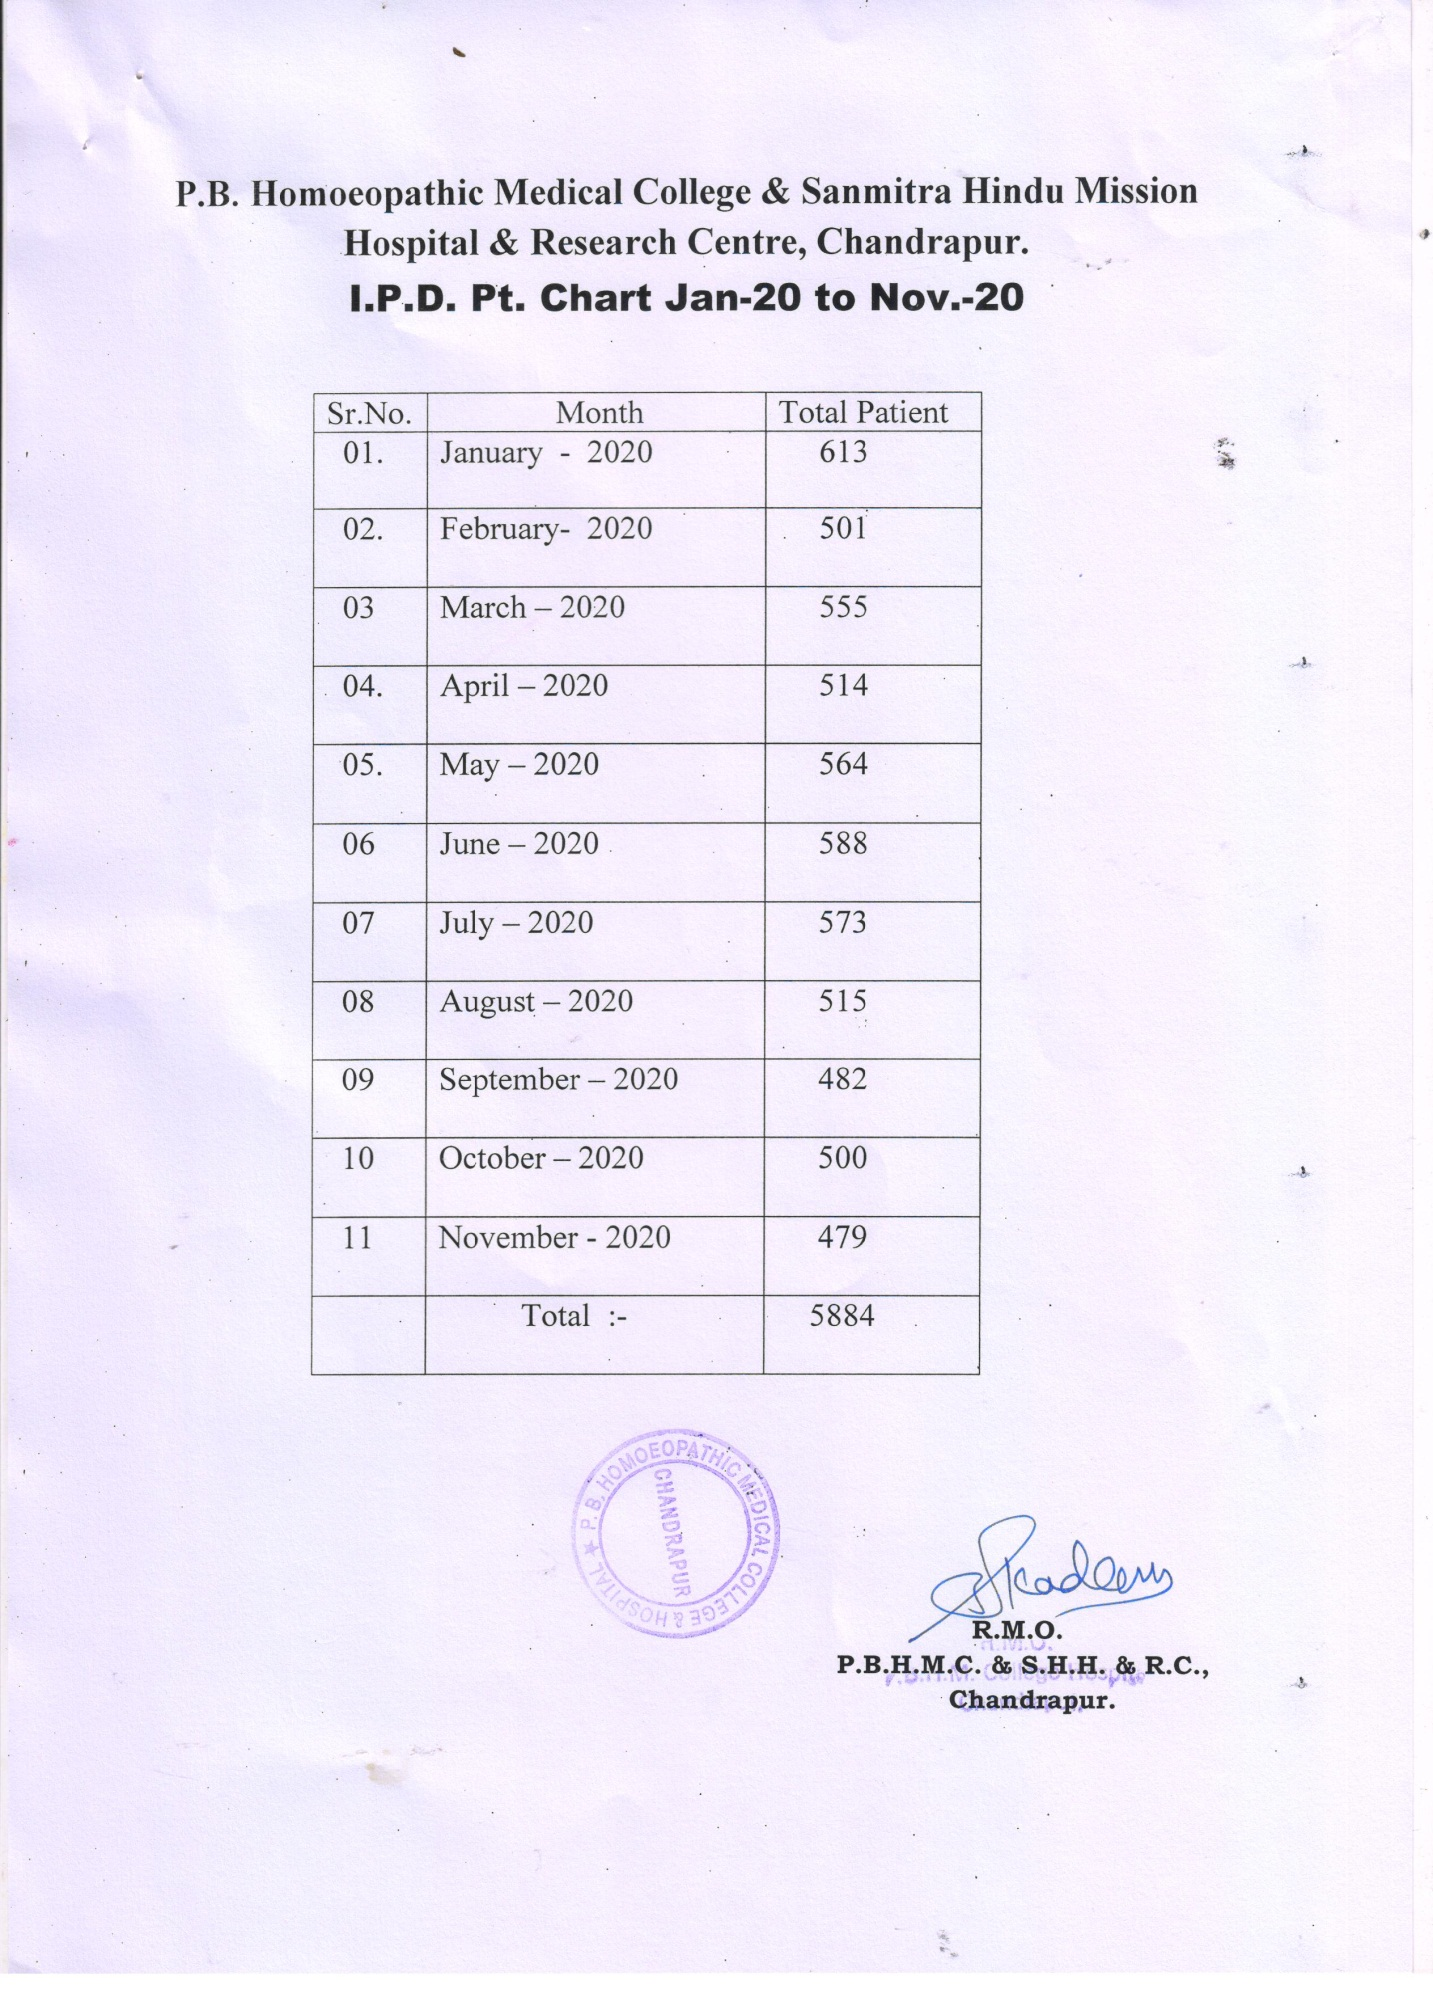 P.B. Homoeopathic Medical College & Sanmitra Hindu Mission
Hospital & Research Centre, Chandrapur.
I.P.D. Pt. Chart Jan-20 to Nov.-20
Sr.No. Month Total Patient
01. January - 2020 613
02. February- 2020 501
03 March – 2020 555
04. April – 2020 514
05. May – 2020 564
06 June – 2020 588
07 July – 2020 573
08 August – 2020 515
09 September – 2020 482
10 October – 2020 500
11 November - 2020 479
Total :- 5884
★ P.B. HOMOEOPATHIC MEDICAL COLLEGE & HOSPITAL
CHANDRAPUR
R.M.O.
R.M.O.
P.B.H.M.C. & S.H.H. & R.C.,
P.B.H.M. College Hospital
Chandrapur.